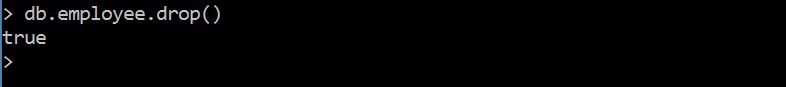 > db.employee.drop()
true
>